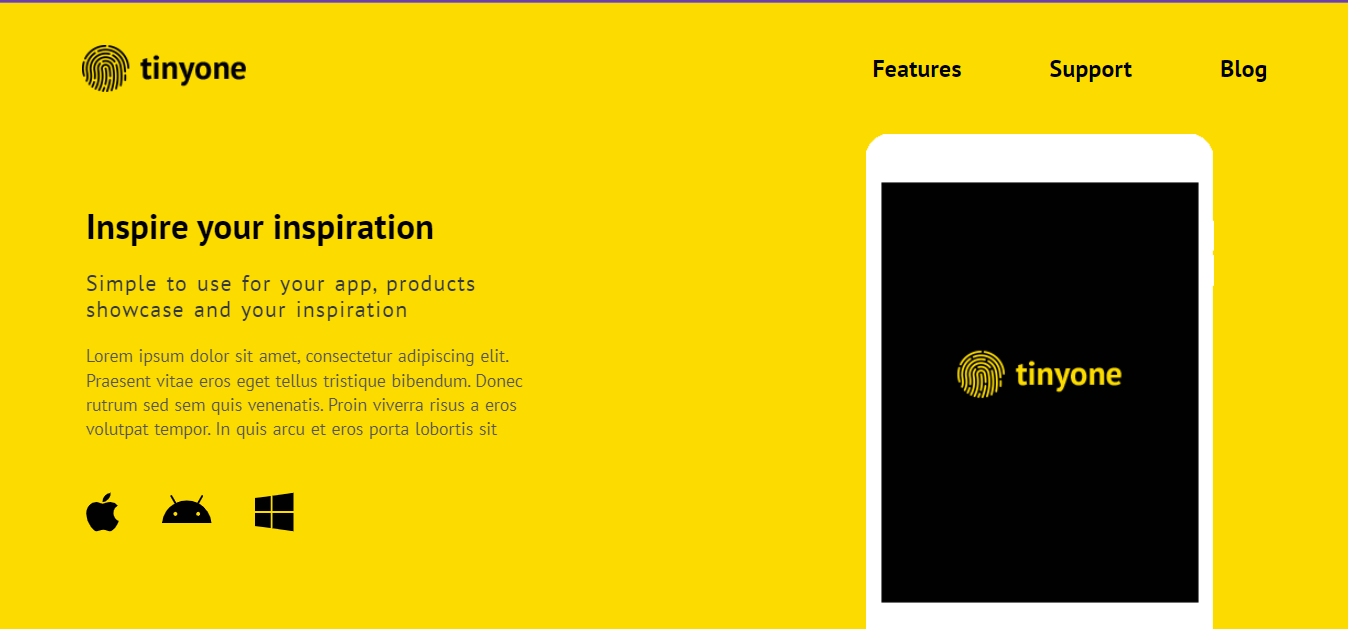 tinyone
Features
Support
Blog
Inspire your inspiration
Simple to use for your app, products
showcase and your inspiration
Lorem ipsum dolor sit amet, consectetur adipiscing elit.
Praesent vitae eros eget tellus tristique bibendum. Donec
rutrum sed sem quis venenatis. Proin viverra risus a eros
volutpat tempor. In quis arcu et eros porta lobortis sit
tinyone